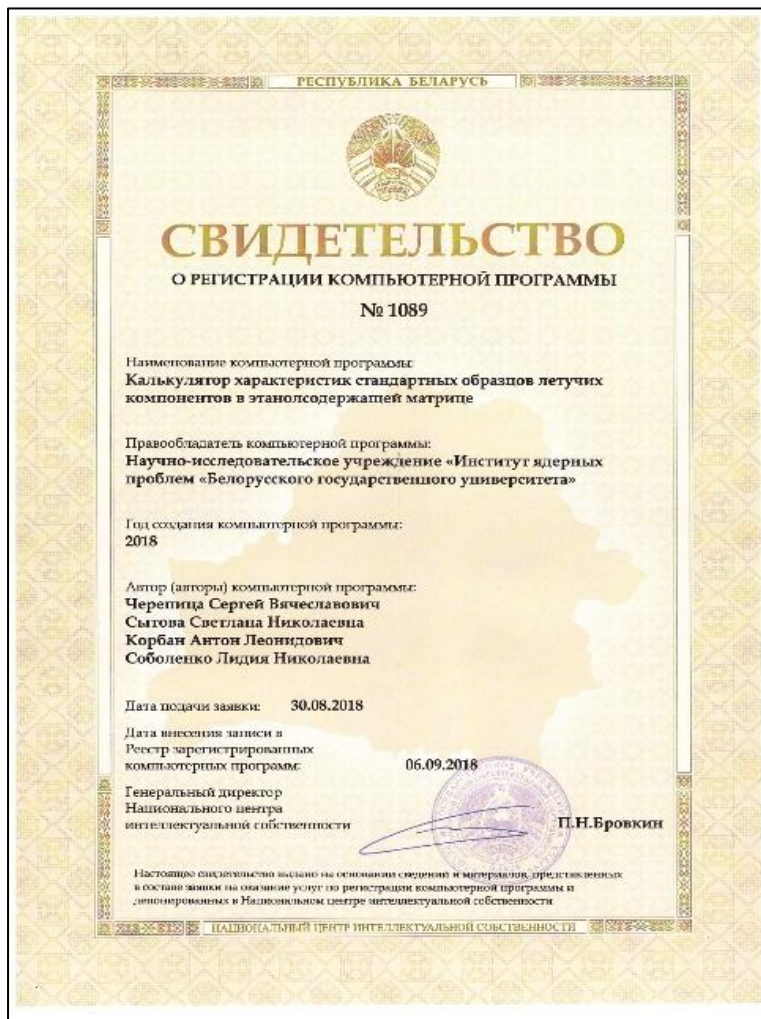 РЕСПУБЛИКА БЕЛАРУСЬ
СВИДЕТЕЛЬСТВО
О РЕГИСТРАЦИИ КОМПЬЮТЕРНОЙ ПРОГРАММЫ
№ 1089
Наименование компьютерной программы:
Калькулятор характеристик стандартных образцов летучих
компонентов в этанолсодержащей матрице
Правообладатель компьютерной программы:
Научно-исследовательское учреждение «Институт ядерных
проблем «Белорусского государственного университета»
Год создания компьютерной программы:
2018
Автор (авторы) компьютерной программы:
Черепица Сергей Вячеславович
Сытова Светлана Николаевна
Корбан Антон Леонидович
Соболенко Лидия Николаевна
Дата подачи заявки: 30.08.2018
Дата внесения записи в
Реестр зарегистрированных
компьютерных программ: 06.09.2018
Генеральный директор
Национального центра
интеллектуальной собственности П.Н.Бровкин
Настоящее свидетельство выдано на основании сведений и материалов, представленных
в составе заявки на оказание услуг по регистрации компьютерной программы и
депонированных в Национальном центре интеллектуальной собственности
НАЦИОНАЛЬНЫЙ ЦЕНТР ИНТЕЛЛЕКТУАЛЬНОЙ СОБСТВЕННОСТИ